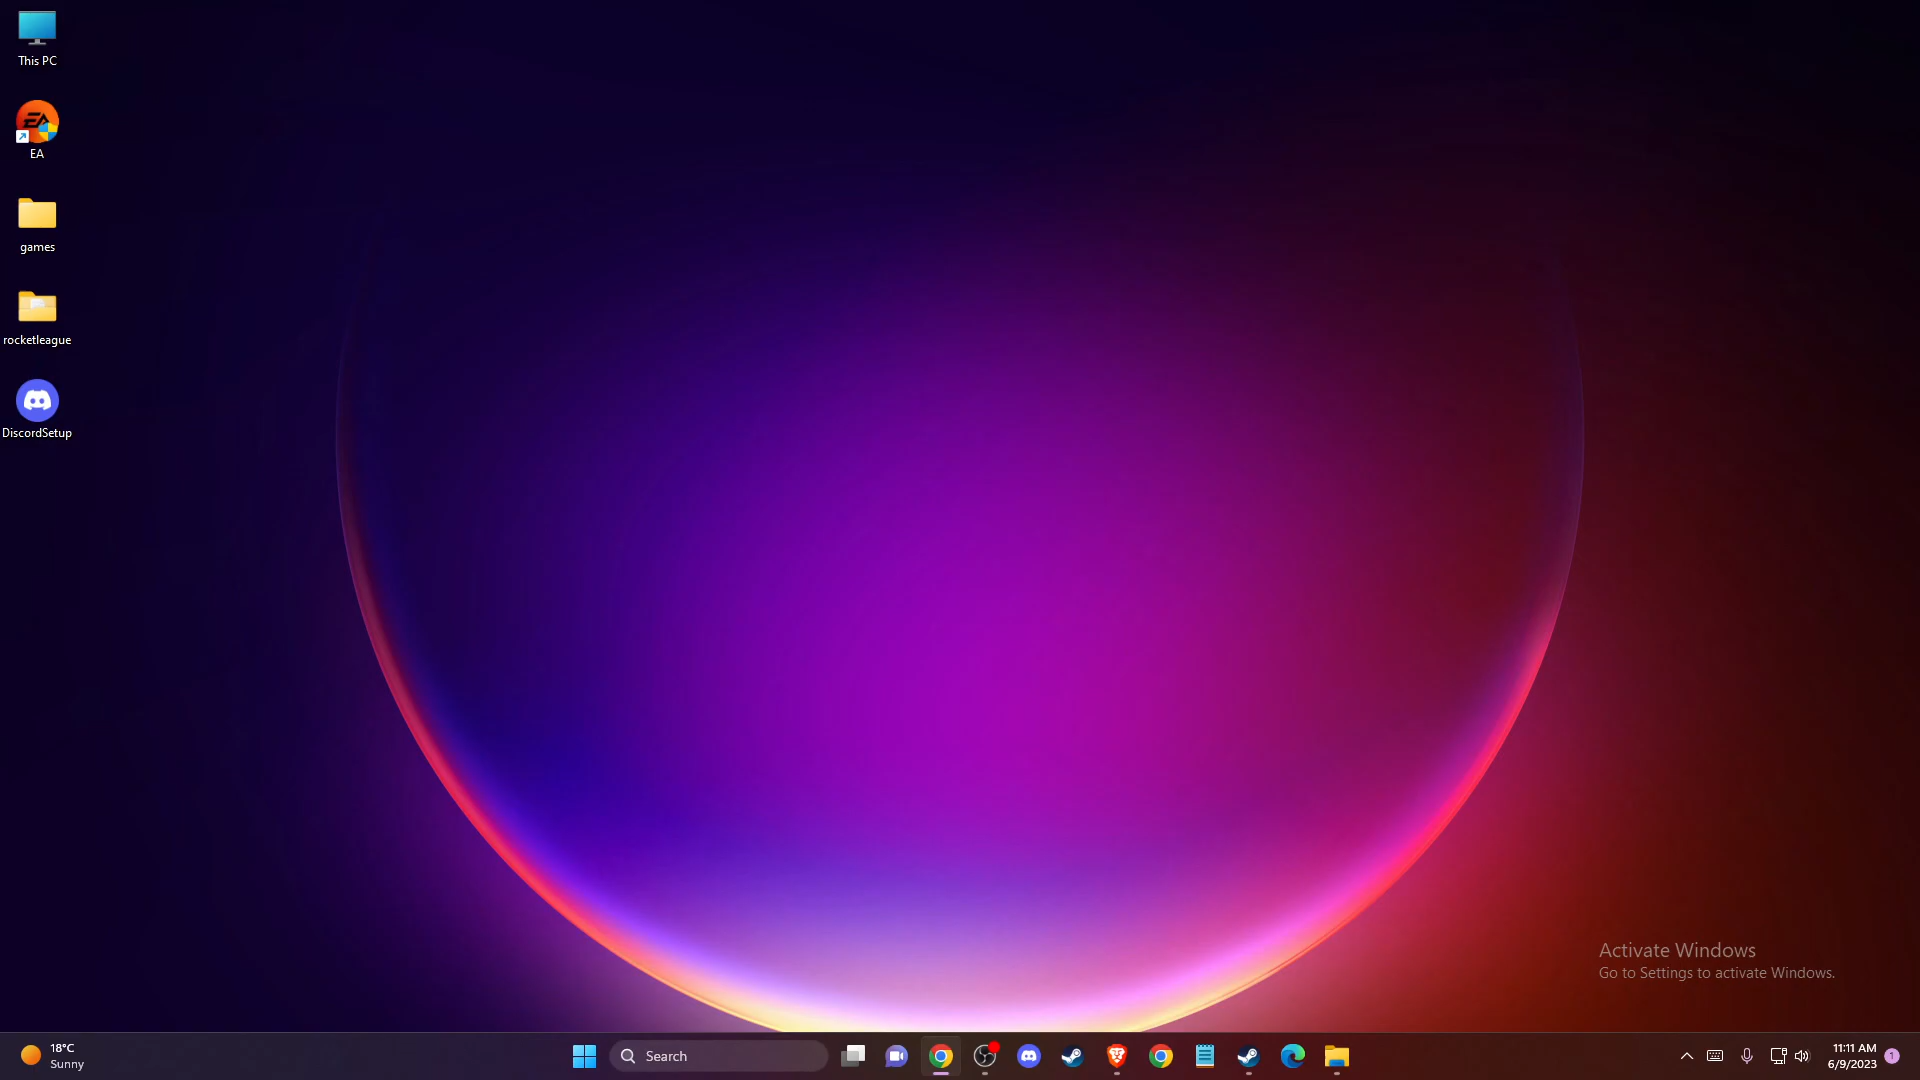 This PC
EA
games
rocketleague
DiscordSetup
Activate Windows
Go to Settings to activate Windows.
18°C
Sunny
Search
11:11 AM
6/9/2023
1